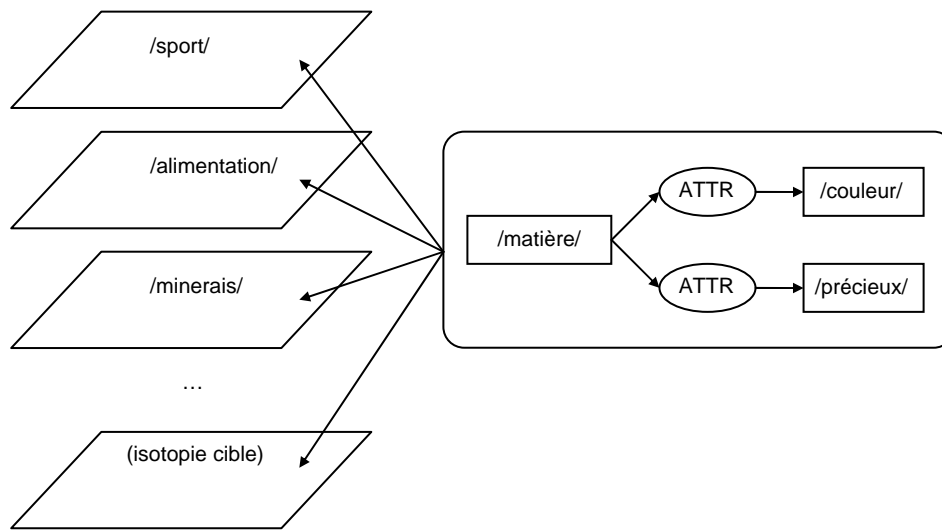 /sport/
/alimentation/
/minerais/
…
(isotopie cible)
/matière/
ATTR
/couleur/
ATTR
/précieux/